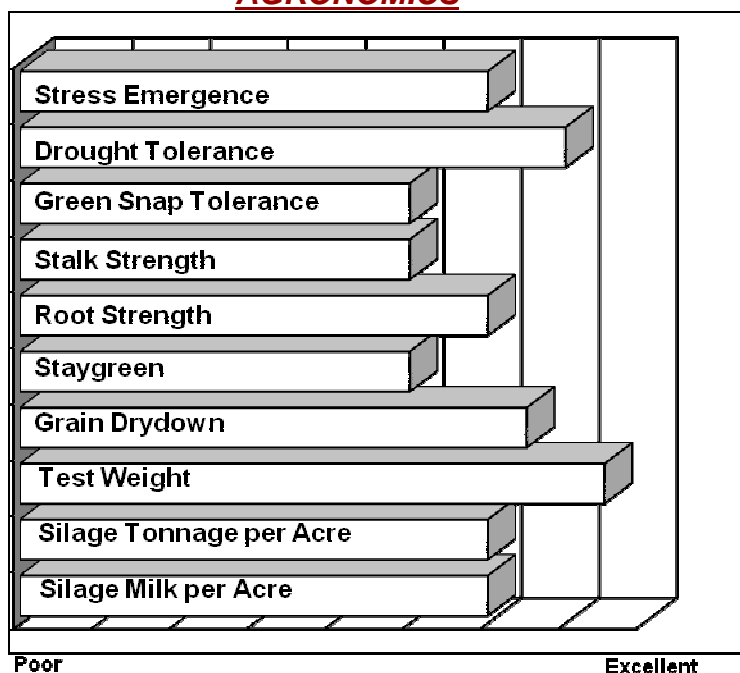 AGRONOMICS
Stress Emergence
Drought Tolerance
Green Snap Tolerance
Stalk Strength
Root Strength
Staygreen
Grain Drydown
Test Weight
Silage Tonnage per Acre
Silage Milk per Acre
Poor Excellent